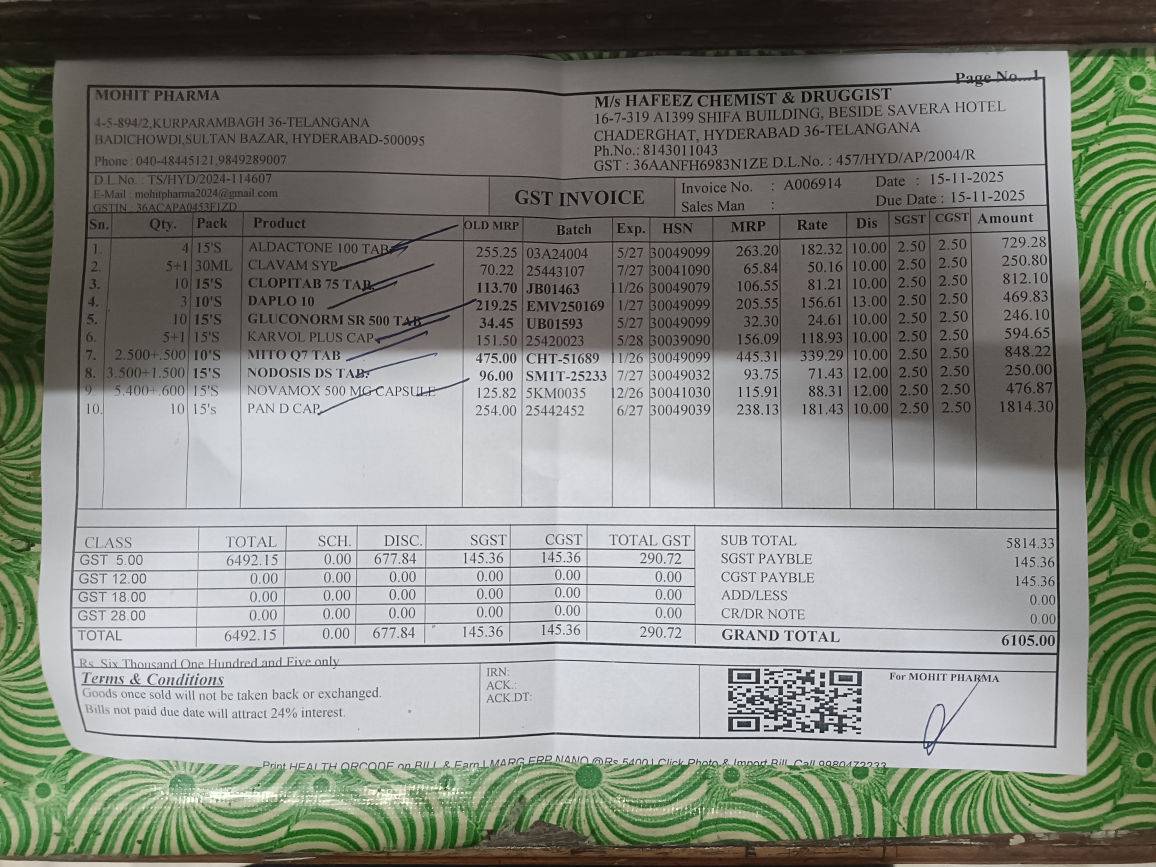 Page No...1
MOHIT PHARMA
4-5-894/2,KURPARAMBAGH 36-TELANGANA
BADICHOWDI,SULTAN BAZAR, HYDERABAD-500095
Phone : 040-48445121,9849289007
D.L.No. : TS/HYD/2024-114607
E-Mail : mohitpharma2024@gmail.com
GSTIN : 36ACAPA0453F1ZD
M/s HAFEEZ CHEMIST & DRUGGIST
16-7-319 A1399 SHIFA BUILDING, BESIDE SAVERA HOTEL
CHADERGHAT, HYDERABAD 36-TELANGANA
Ph.No.: 8143011043
GST : 36AANFH6983N1ZE D.L.No. : 457/HYD/AP/2004/R
GST INVOICE
Invoice No. : A006914 Date : 15-11-2025
Sales Man : Due Date : 15-11-2025
Sn. Qty. Pack Product OLD MRP Batch Exp. HSN MRP Rate Dis SGST CGST Amount
1. 4 15'S ALDACTONE 100 TAB 255.25 03A24004 5/27 30049099 263.20 182.32 10.00 2.50 2.50 729.28
2. 5+1 30ML CLAVAM SYP 70.22 25443107 7/27 30041090 65.84 50.16 10.00 2.50 2.50 250.80
3. 10 15'S CLOPITAB 75 TAB 113.70 JB01463 11/26 30049079 106.55 81.21 10.00 2.50 2.50 812.10
4. 3 10'S DAPLO 10 219.25 EMV250169 1/27 30049099 205.55 156.61 13.00 2.50 2.50 469.83
5. 10 15'S GLUCONORM SR 500 TAB 34.45 UB01593 5/27 30049099 32.30 24.61 10.00 2.50 2.50 246.10
6. 5+1 15'S KARVOL PLUS CAP 151.50 25420023 5/28 30039090 156.09 118.93 10.00 2.50 2.50 594.65
7. 2.500+.500 10'S MITO Q7 TAB 475.00 CHT-51689 11/26 30049099 445.31 339.29 10.00 2.50 2.50 848.22
8. 3.500+1.500 15'S NODOSIS DS TAB. 96.00 SM1T-25233 7/27 30049032 93.75 71.43 12.00 2.50 2.50 250.00
9. 5.400+.600 15'S NOVAMOX 500 MG CAPSULE 125.82 5KM0035 12/26 30041030 115.91 88.31 12.00 2.50 2.50 476.87
10. 10 15's PAN D CAP 254.00 25442452 6/27 30049039 238.13 181.43 10.00 2.50 2.50 1814.30
CLASS TOTAL SCH. DISC. SGST CGST TOTAL GST
GST 5.00 6492.15 0.00 677.84 145.36 145.36 290.72
GST 12.00 0.00 0.00 0.00 0.00 0.00 0.00
GST 18.00 0.00 0.00 0.00 0.00 0.00 0.00
GST 28.00 0.00 0.00 0.00 0.00 0.00 0.00
TOTAL 6492.15 0.00 677.84 145.36 145.36 290.72
SUB TOTAL 5814.33
SGST PAYBLE 145.36
CGST PAYBLE 145.36
ADD/LESS 0.00
CR/DR NOTE 0.00
GRAND TOTAL 6105.00
Rs. Six Thousand One Hundred and Five only
Terms & Conditions
Goods once sold will not be taken back or exchanged.
Bills not paid due date will attract 24% interest.
IRN:
ACK.:
ACK.DT:
For MOHIT PHARMA
Print HEALTH QRCODE on BILL & Earn | MARG ERP NANO @Rs.5400 | Click Photo & Import Bill, Call 9980472233